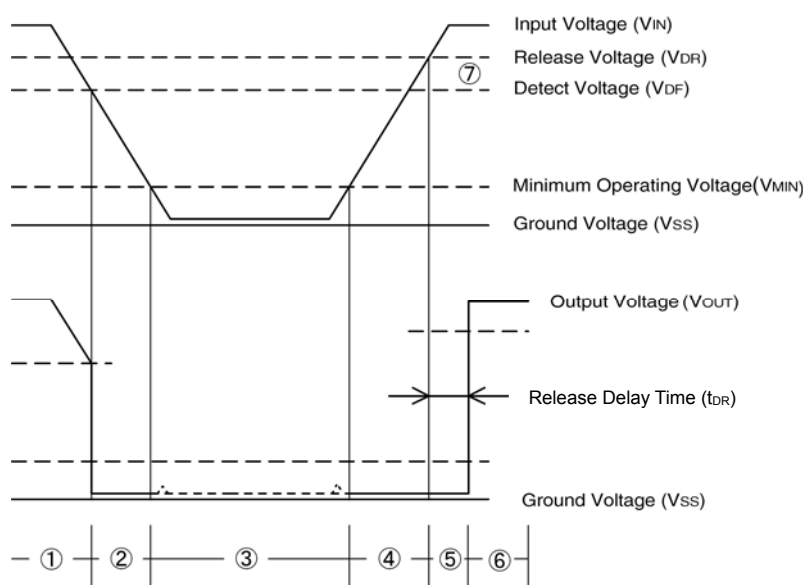 Input Voltage (VIN)
Release Voltage (VDR)
⑦
Detect Voltage (VDF)
Minimum Operating Voltage(VMIN)
Ground Voltage (VSS)
Output Voltage (VOUT)
Release Delay Time (tDR)
Ground Voltage (VSS)
① ② ③ ④ ⑤ ⑥